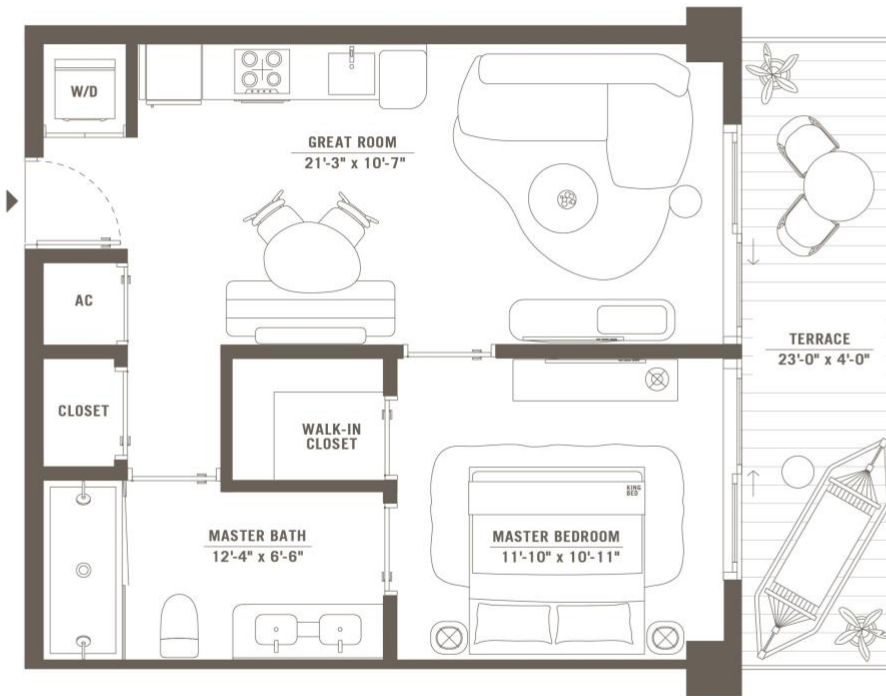 W/D
GREAT ROOM
21'-3" x 10'-7"
AC
TERRACE
23'-0" x 4'-0"
CLOSET
WALK-IN
CLOSET
KING
BED
MASTER BATH
12'-4" x 6'-6"
MASTER BEDROOM
11'-10" x 10'-11"